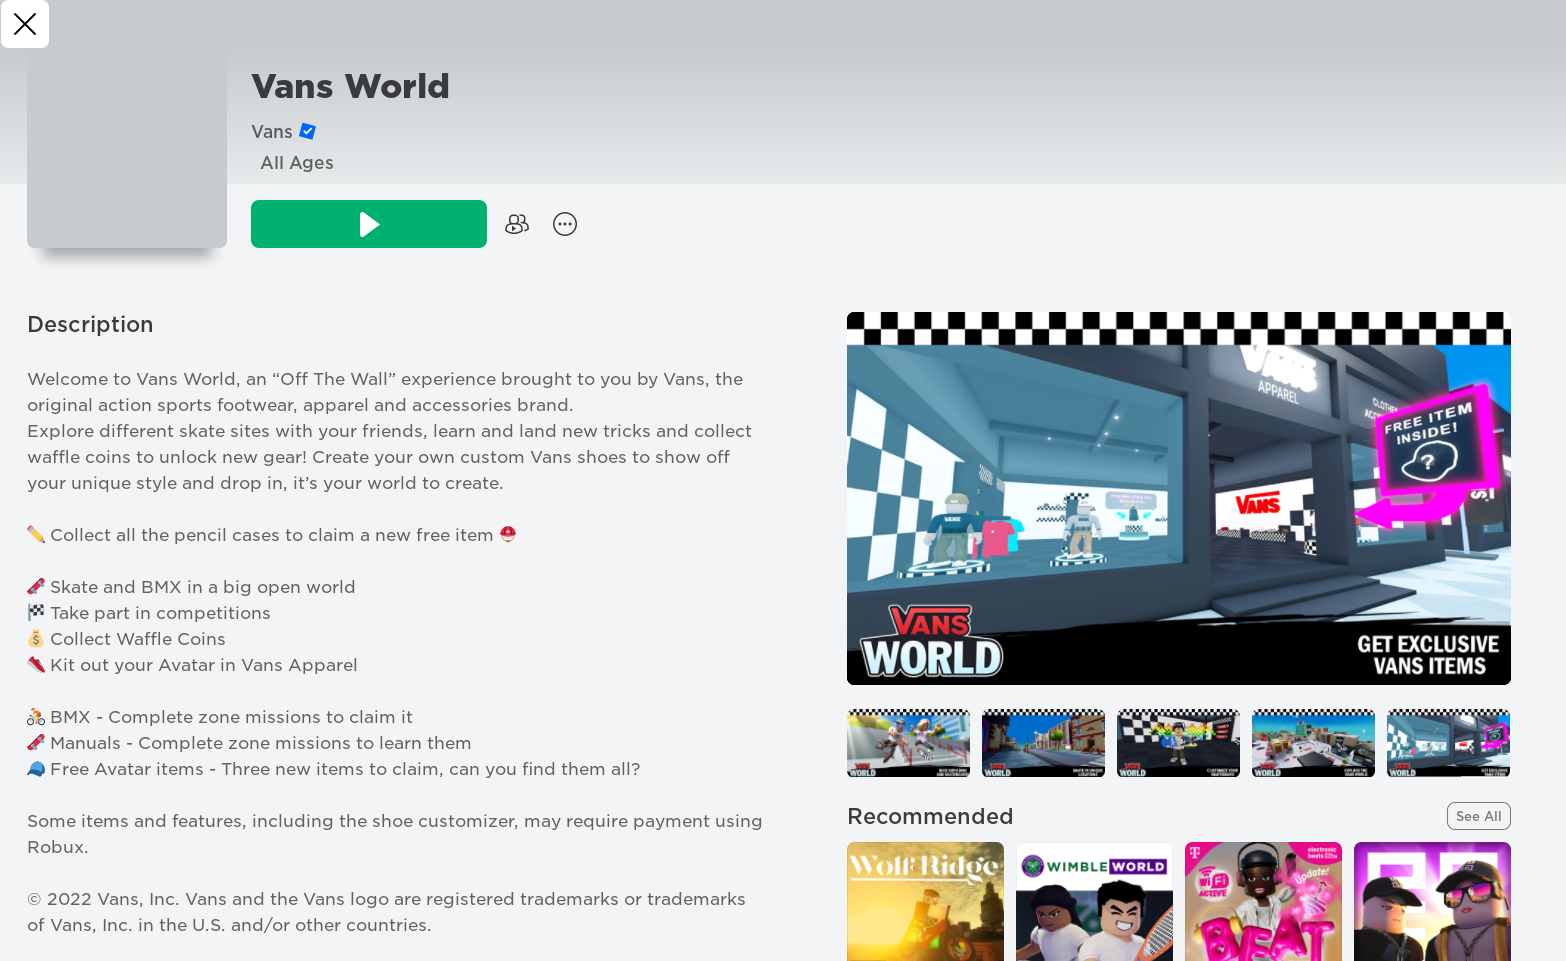 Vans World
Vans
All Ages
Description
Welcome to Vans World, an “Off The Wall” experience brought to you by Vans, the
original action sports footwear, apparel and accessories brand.
Explore different skate sites with your friends, learn and land new tricks and collect
waffle coins to unlock new gear! Create your own custom Vans shoes to show off
your unique style and drop in, it’s your world to create.
✏️ Collect all the pencil cases to claim a new free item ⛑️
🛹 Skate and BMX in a big open world
🏁 Take part in competitions
💰 Collect Waffle Coins
👟 Kit out your Avatar in Vans Apparel
🚴 BMX - Complete zone missions to claim it
🛹 Manuals - Complete zone missions to learn them
🧢 Free Avatar items - Three new items to claim, can you find them all?
Some items and features, including the shoe customizer, may require payment using
Robux.
© 2022 Vans, Inc. Vans and the Vans logo are registered trademarks or trademarks
of Vans, Inc. in the U.S. and/or other countries.
VANS
APPAREL
FREE ITEM
INSIDE!
?
VANS
VANS
WORLD
GET EXCLUSIVE
VANS ITEMS
Recommended
See All
Wolf Ridge
WIMBLEWORLD
T
WiFi
ACTIVE
electronic
beats
Update!
BEAT